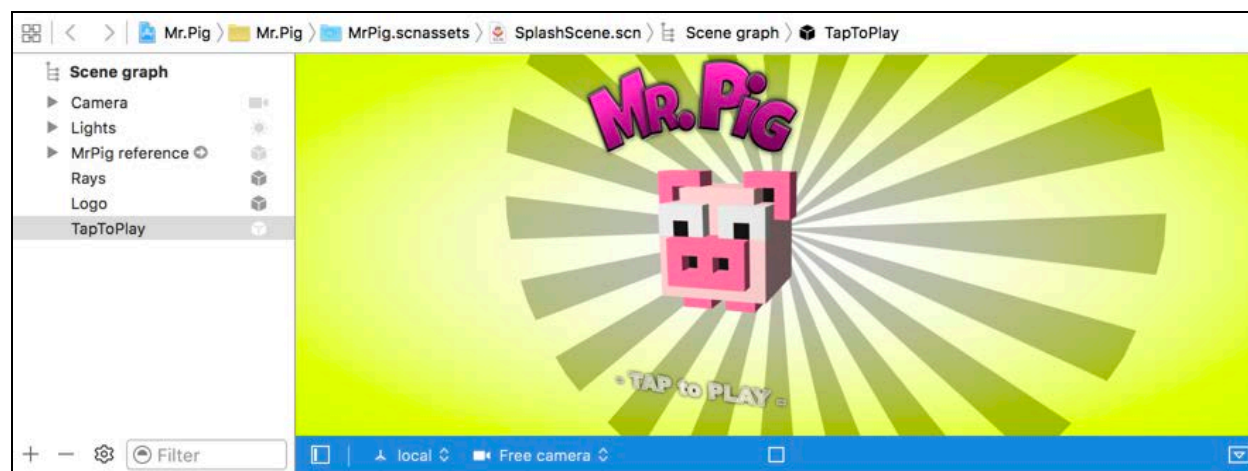 Mr.Pig Mr.Pig MrPig.scnassets SplashScene.scn Scene graph TapToPlay
Scene graph
Camera
Lights
MrPig reference
Rays
Logo
TapToPlay
MR. PIG
- TAP to PLAY -
Filter
local Free camera